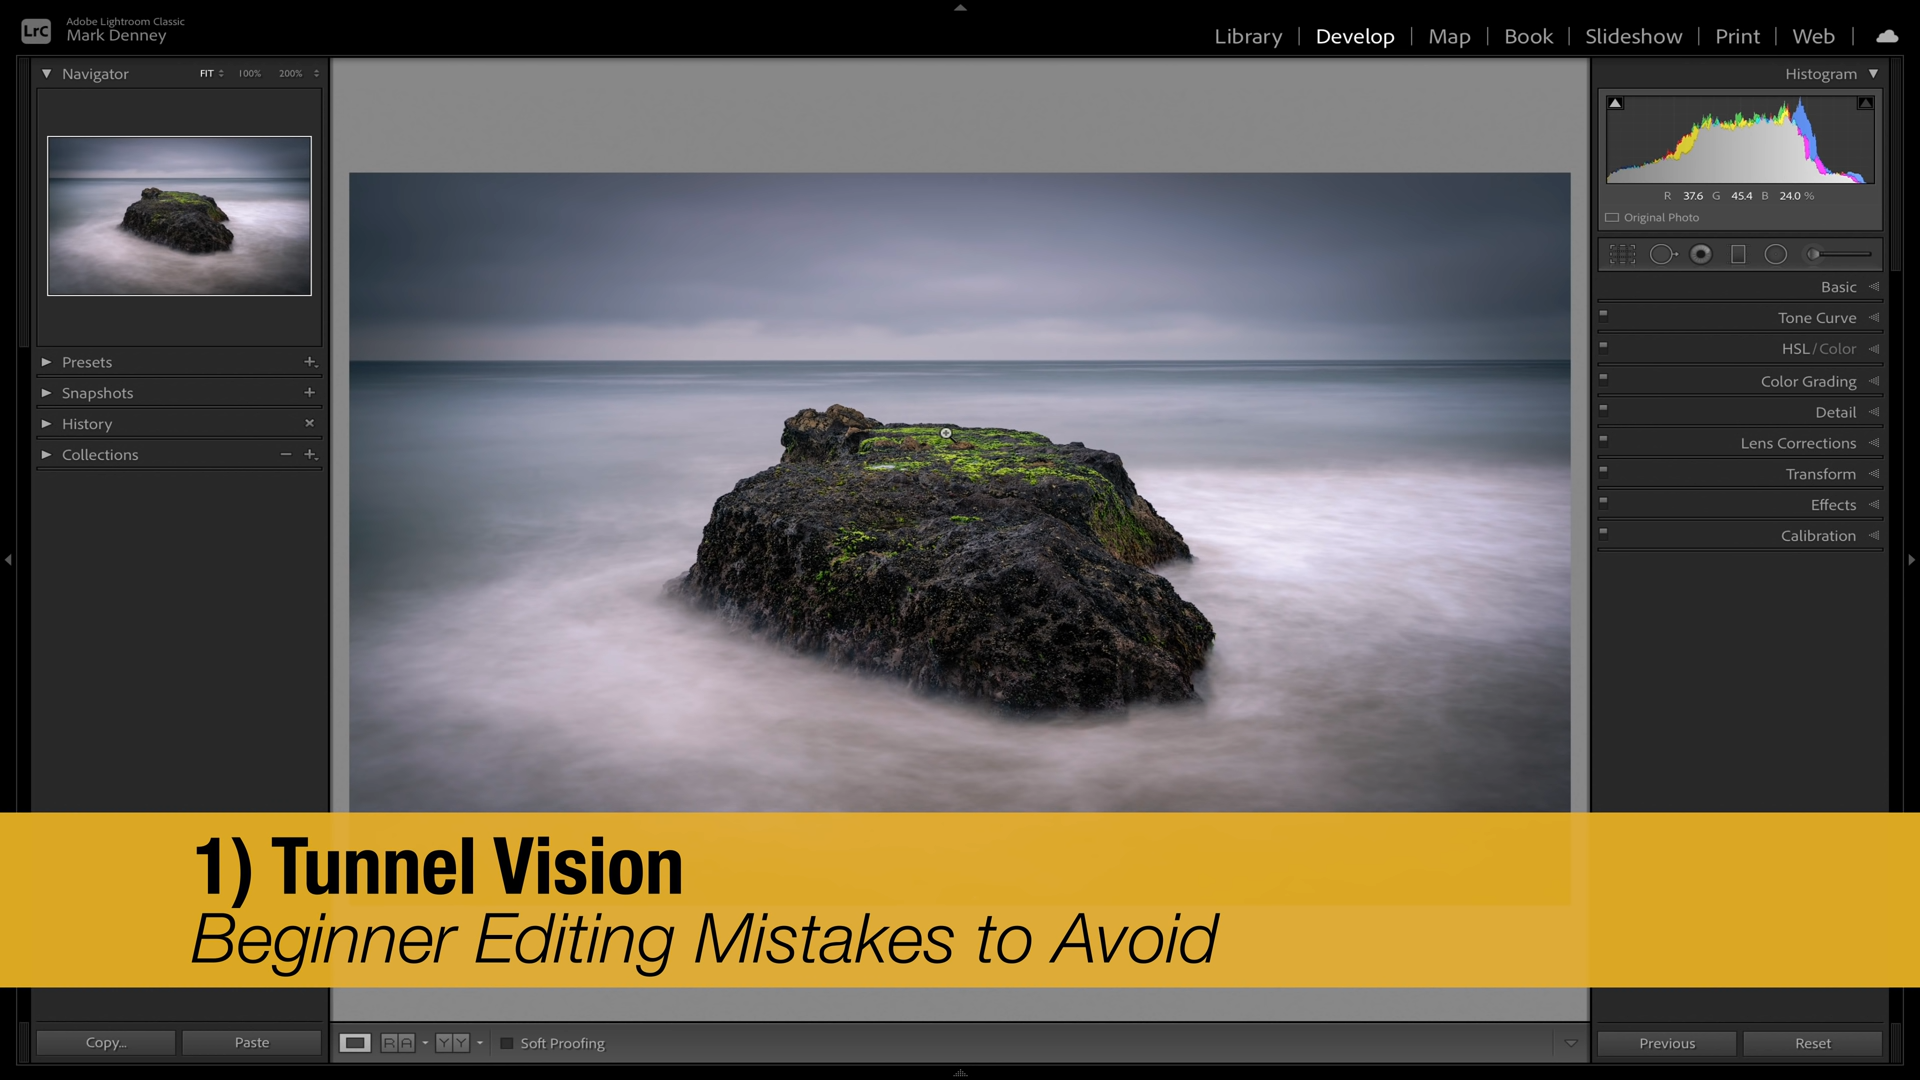 LrC
Adobe Lightroom Classic
Mark Denney
Library | Develop | Map | Book | Slideshow | Print | Web
Navigator FIT 100% 200%
Histogram
R 37.6 G 45.4 B 24.0 %
Original Photo
Basic
Tone Curve
HSL / Color
Color Grading
Detail
Lens Corrections
Transform
Effects
Calibration
Presets
Snapshots
History
Collections
1) Tunnel Vision
Beginner Editing Mistakes to Avoid
Copy...
Paste
R A
Y Y
Soft Proofing
Previous
Reset